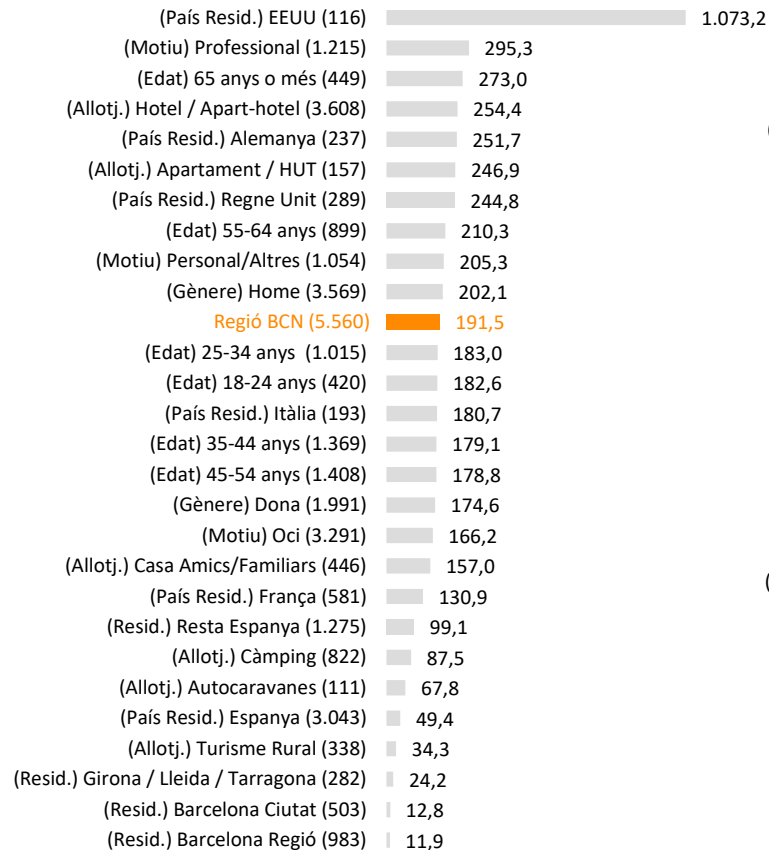 (País Resid.) EEUU (116) 1.073,2
(Motiu) Professional (1.215) 295,3
(Edat) 65 anys o més (449) 273,0
(Allotj.) Hotel / Apart-hotel (3.608) 254,4
(País Resid.) Alemanya (237) 251,7
(Allotj.) Apartament / HUT (157) 246,9
(País Resid.) Regne Unit (289) 244,8
(Edat) 55-64 anys (899) 210,3
(Motiu) Personal/Altres (1.054) 205,3
(Gènere) Home (3.569) 202,1
Regió BCN (5.560) 191,5
(Edat) 25-34 anys (1.015) 183,0
(Edat) 18-24 anys (420) 182,6
(País Resid.) Itàlia (193) 180,7
(Edat) 35-44 anys (1.369) 179,1
(Edat) 45-54 anys (1.408) 178,8
(Gènere) Dona (1.991) 174,6
(Motiu) Oci (3.291) 166,2
(Allotj.) Casa Amics/Familiars (446) 157,0
(País Resid.) França (581) 130,9
(Resid.) Resta Espanya (1.275) 99,1
(Allotj.) Càmping (822) 87,5
(Allotj.) Autocaravanes (111) 67,8
(País Resid.) Espanya (3.043) 49,4
(Allotj.) Turisme Rural (338) 34,3
(Resid.) Girona / Lleida / Tarragona (282) 24,2
(Resid.) Barcelona Ciutat (503) 12,8
(Resid.) Barcelona Regió (983) 11,9